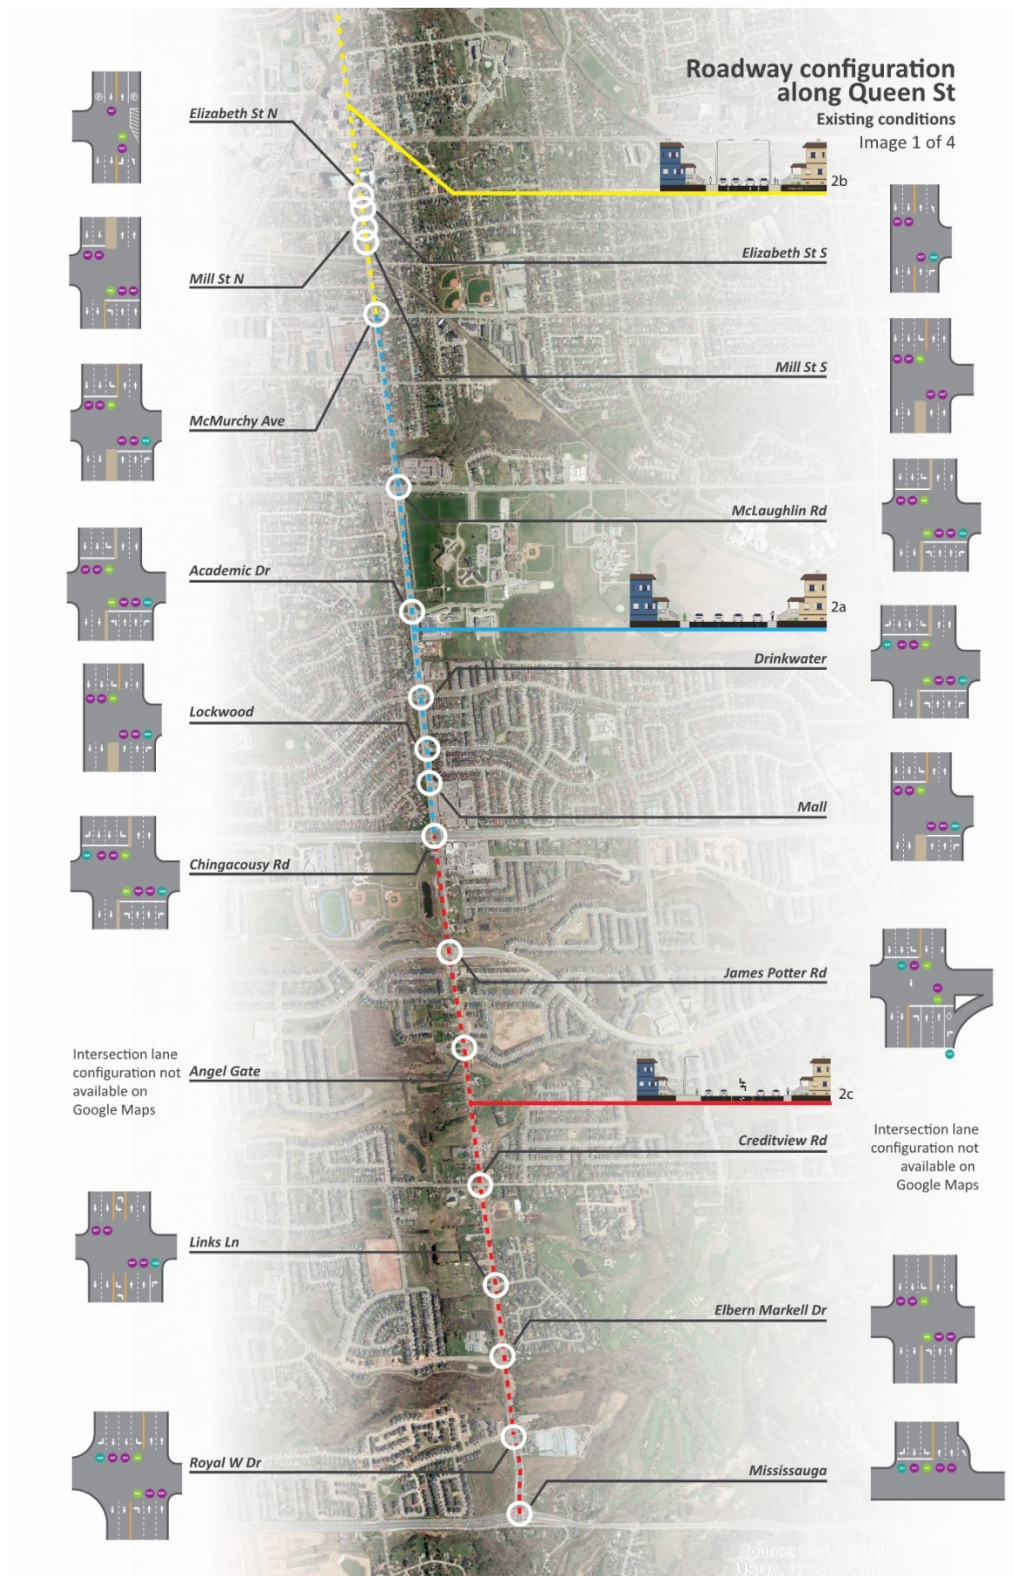 Roadway configuration
along Queen St
Existing conditions
Image 1 of 4
Elizabeth St N
2b
Elizabeth St S
Mill St N
Mill St S
McMurchy Ave
McLaughlin Rd
Academic Dr
2a
Drinkwater
Lockwood
Mall
Chingacousy Rd
James Potter Rd
Intersection lane
configuration not
available on
Google Maps
Angel Gate
2c
Intersection lane
configuration not
available on
Google Maps
Creditview Rd
Links Ln
Elbern Markell Dr
Royal W Dr
Mississauga